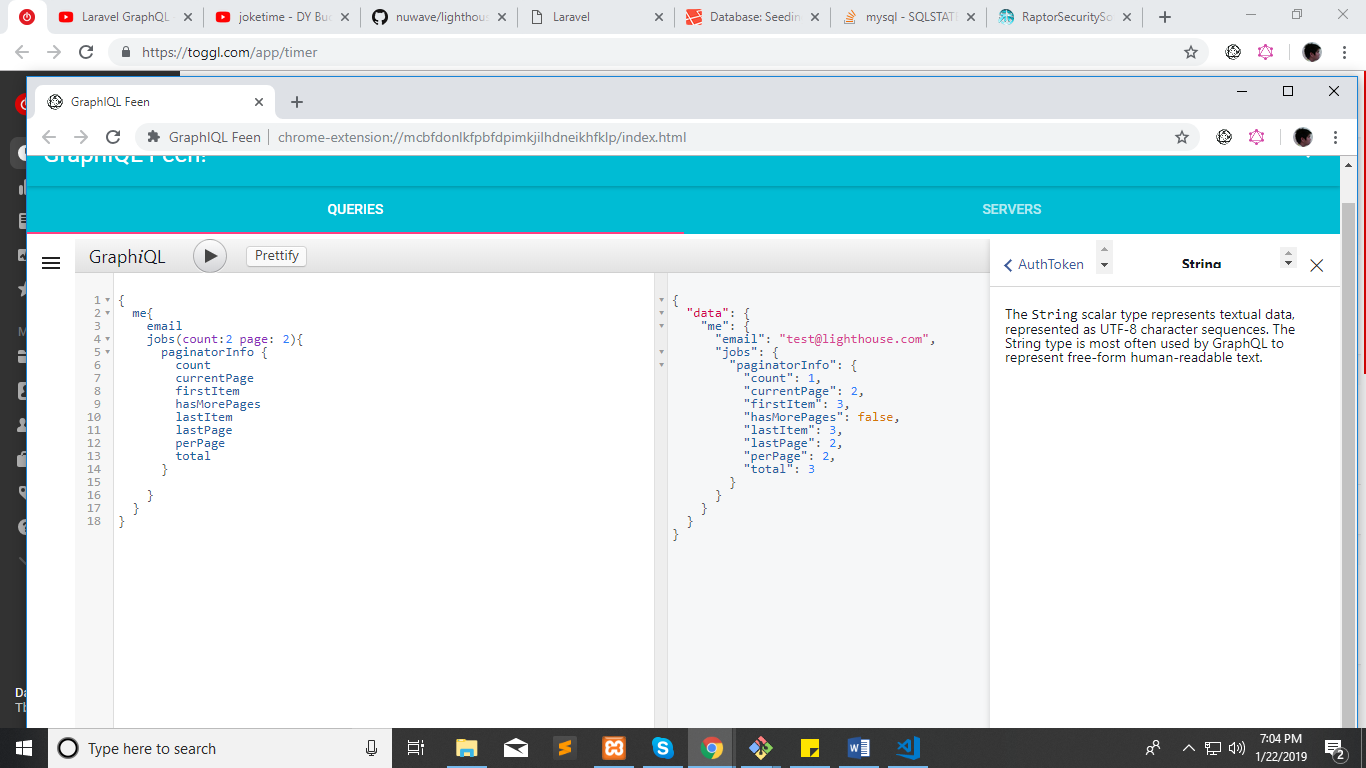 Laravel GraphQL
joketime - DY Bu
nuwave/lighthous
Laravel
Database: Seedin
mysql - SQLSTATE
RaptorSecuritySo
https://toggl.com/app/timer
GraphIQL Feen
GraphIQL Feen | chrome-extension://mcbfdonlkfpbfdpimkjilhdneikhfklp/index.html
GraphiQL Feen!
QUERIES
SERVERS
GraphiQL
Prettify
AuthToken
String
1 {
2 me{
3 email
4 jobs(count:2 page: 2){
5 paginatorInfo {
6 count
7 currentPage
8 firstItem
9 hasMorePages
10 lastItem
11 lastPage
12 perPage
13 total
14 }
15
16 }
17 }
18 }
{
"data": {
"me": {
"email": "test@lighthouse.com",
"jobs": {
"paginatorInfo": {
"count": 1,
"currentPage": 2,
"firstItem": 3,
"hasMorePages": false,
"lastItem": 3,
"lastPage": 2,
"perPage": 2,
"total": 3
}
}
}
}
}
The String scalar type represents textual data,
represented as UTF-8 character sequences. The
String type is most often used by GraphQL to
represent free-form human-readable text.
Da
Th
Type here to search
7:04 PM
1/22/2019
2